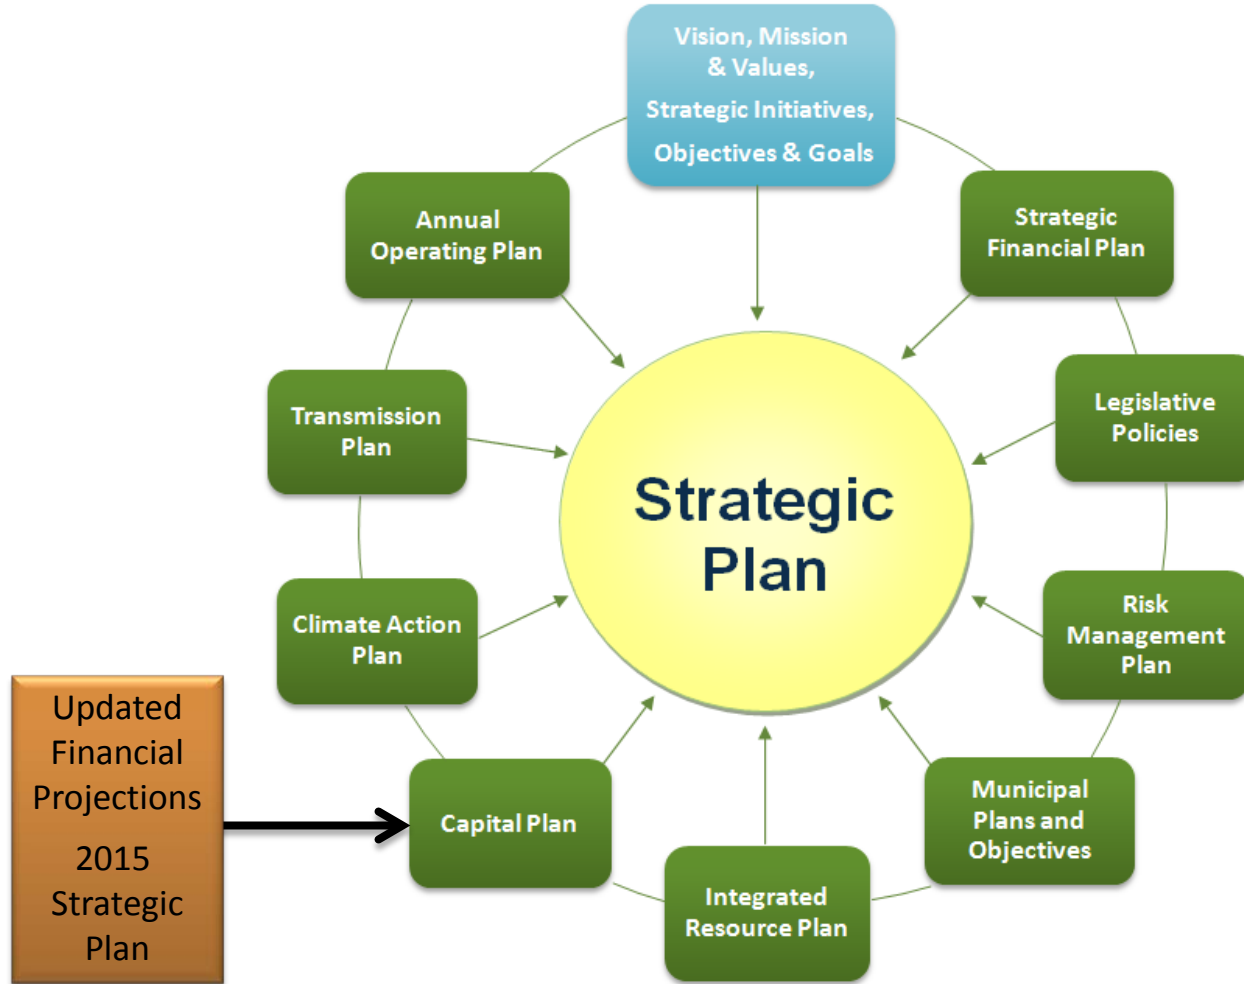 Vision, Mission
& Values,
Strategic Initiatives,
Objectives & Goals
Annual
Operating Plan
Strategic
Financial Plan
Transmission
Plan
Legislative
Policies
Strategic
Plan
Climate Action
Plan
Risk
Management
Plan
Updated
Financial
Projections
2015
Strategic
Plan
Capital Plan
Municipal
Plans and
Objectives
Integrated
Resource Plan